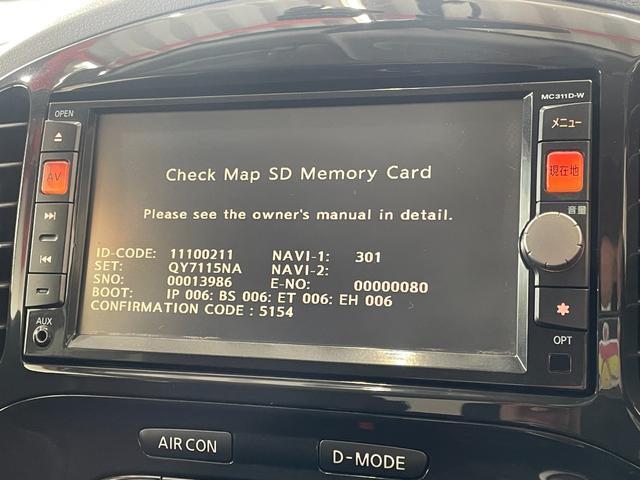 MC311D-W
OPEN
メニュー
AV
現在地
音量
Check Map SD Memory Card
Please see the owner's manual in detail.
ID-CODE: 11100211 NAVI-1: 301
SET: QY7115NA NAVI-2:
SNO: 00013986 E-NO: 00000080
BOOT: IP 006: BS 006: ET 006: EH 006
CONFIRMATION CODE : 5154
AUX
OPT
AIR CON
D-MODE